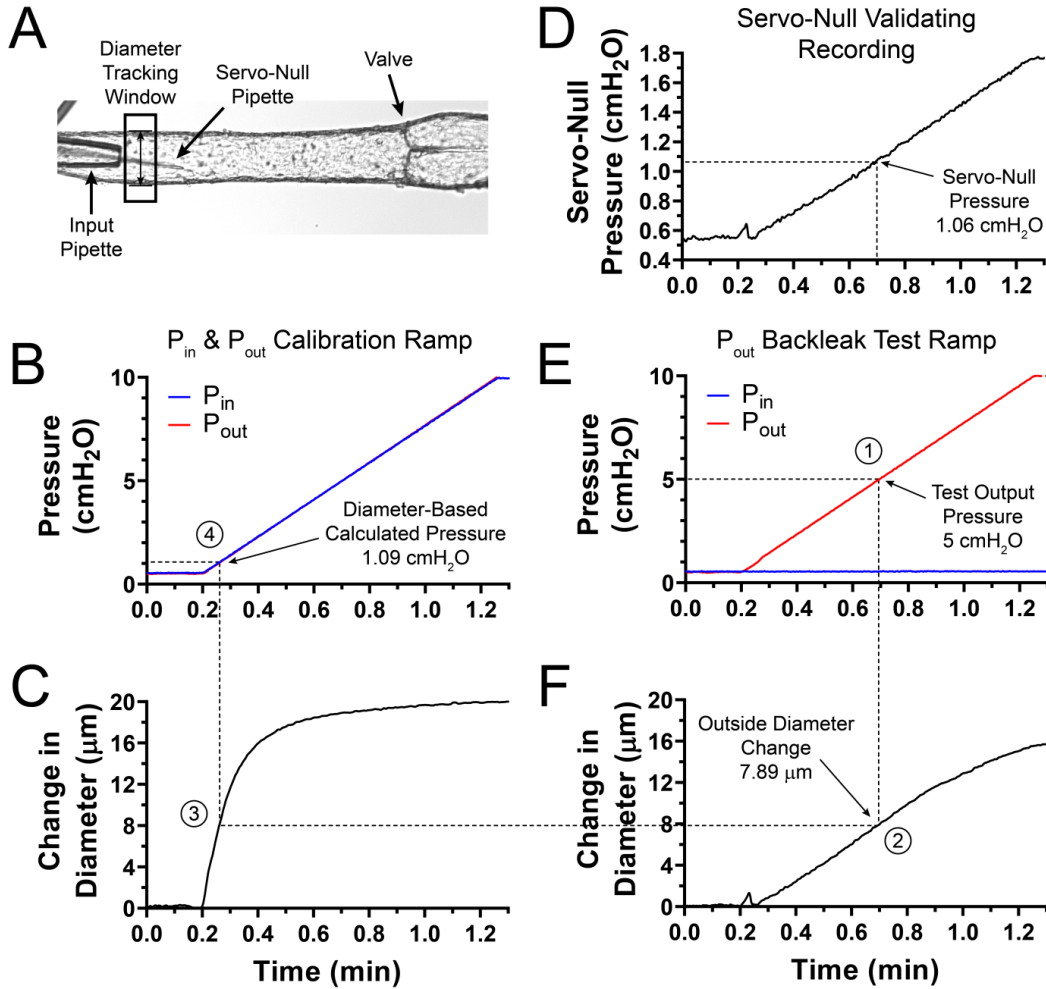 A
Diameter
Tracking
Window
Servo-Null
Pipette
Valve
Input
Pipette
D
Servo-Null Validating
Recording
Servo-Null
Pressure (cmH₂O)
1.8
1.6
1.4
1.2
1.0
0.8
0.6
0.4
Servo-Null
Pressure
1.06 cmH₂O
0.0 0.2 0.4 0.6 0.8 1.0 1.2
B
P_in & P_out Calibration Ramp
Pressure
(cmH₂O)
10
5
0
P_in
P_out
4
Diameter-Based
Calculated Pressure
1.09 cmH₂O
0.0 0.2 0.4 0.6 0.8 1.0 1.2
E
P_out Backleak Test Ramp
Pressure
(cmH₂O)
10
5
0
P_in
P_out
1
Test Output
Pressure
5 cmH₂O
0.0 0.2 0.4 0.6 0.8 1.0 1.2
C
Change in
Diameter (μm)
20
16
12
8
4
0
3
0.0 0.2 0.4 0.6 0.8 1.0 1.2
Time (min)
F
Change in
Diameter (μm)
20
16
12
8
4
0
Outside Diameter
Change
7.89 μm
2
0.0 0.2 0.4 0.6 0.8 1.0 1.2
Time (min)